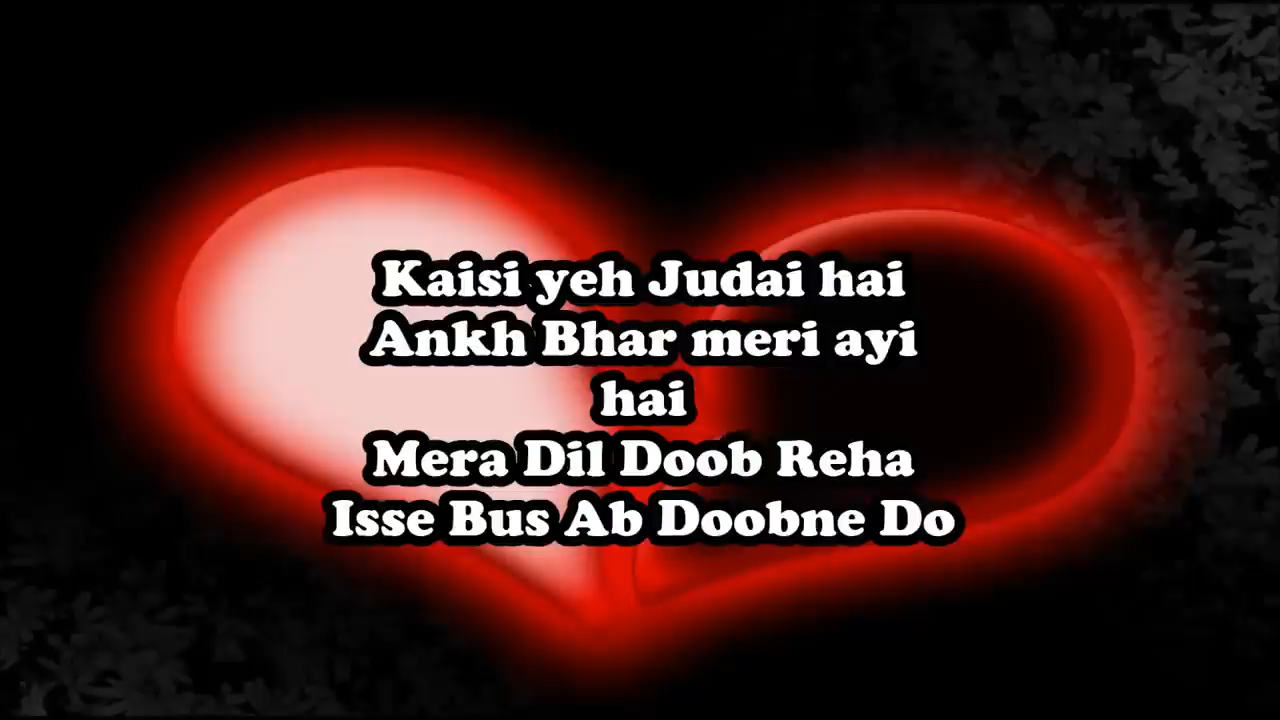 Kaisi yeh Judai hai
Ankh Bhar meri ayi
hai
Mera Dil Doob Reha
Isse Bus Ab Doobne Do